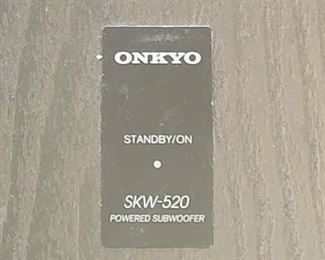 ONKYO
STANDBY/ON
SKW-520
POWERED SUBWOOFER